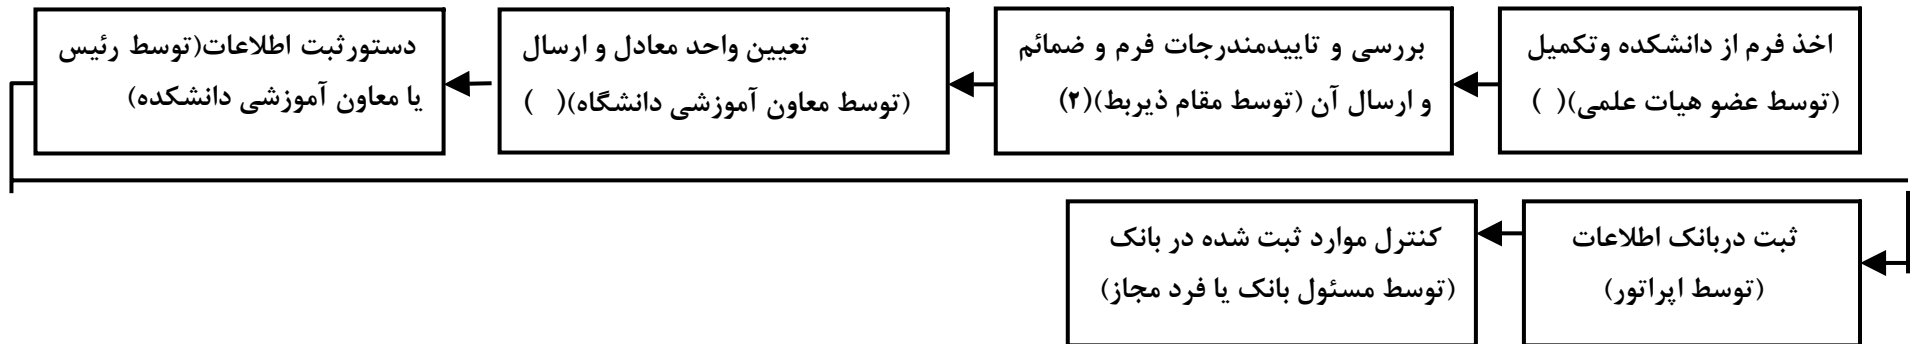 اخذ فرم از دانشکده وتکمیل
(توسط عضو هیات علمی)( )
بررسی و تاییدمندرجات فرم و ضمائم
و ارسال آن (توسط مقام ذیربط)(۲)
تعیین واحد معادل و ارسال
(توسط معاون آموزشی دانشگاه)( )
دستورثبت اطلاعات(توسط رئیس
یا معاون آموزشی دانشکده)
ثبت دربانک اطلاعات
(توسط اپراتور)
کنترل موارد ثبت شده در بانک
(توسط مسئول بانک یا فرد مجاز)